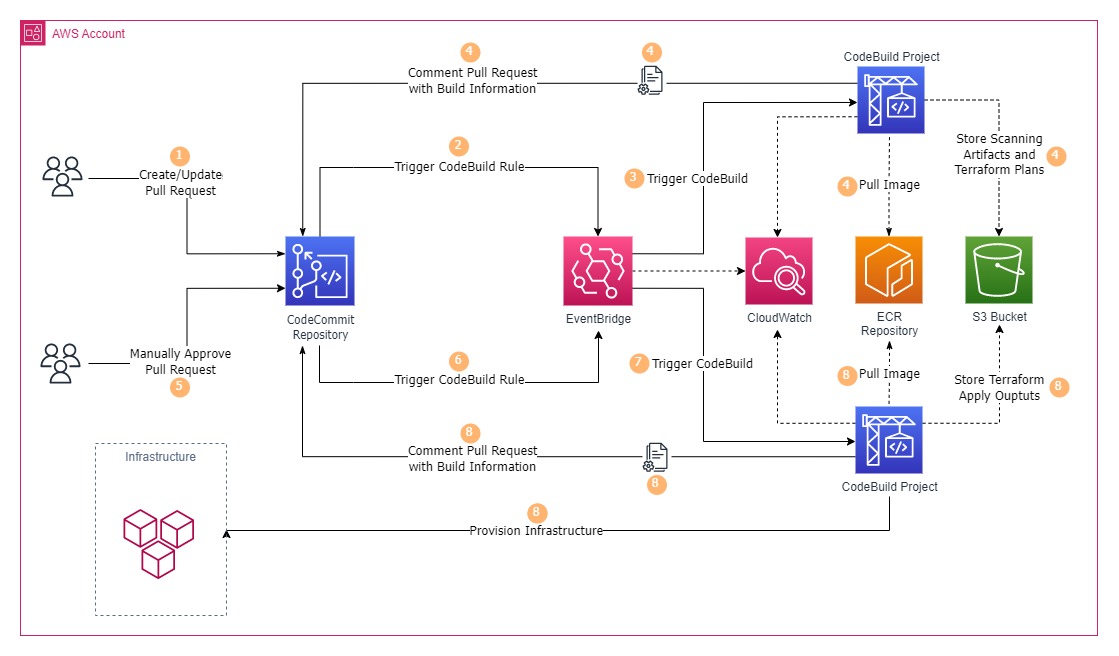 AWS Account
4
4
CodeBuild Project
Comment Pull Request
with Build Information
1
2
Store Scanning
Artifacts and
Terraform Plans
4
Create/Update
Pull Request
Trigger CodeBuild Rule
3
Trigger CodeBuild
4
Pull Image
CodeCommit
Repository
EventBridge
CloudWatch
ECR
Repository
S3 Bucket
Manually Approve
Pull Request
5
6
Trigger CodeBuild Rule
7
Trigger CodeBuild
8
Pull Image
Store Terraform
Apply Ouptuts
8
8
Comment Pull Request
with Build Information
8
CodeBuild Project
Infrastructure
8
Provision Infrastructure